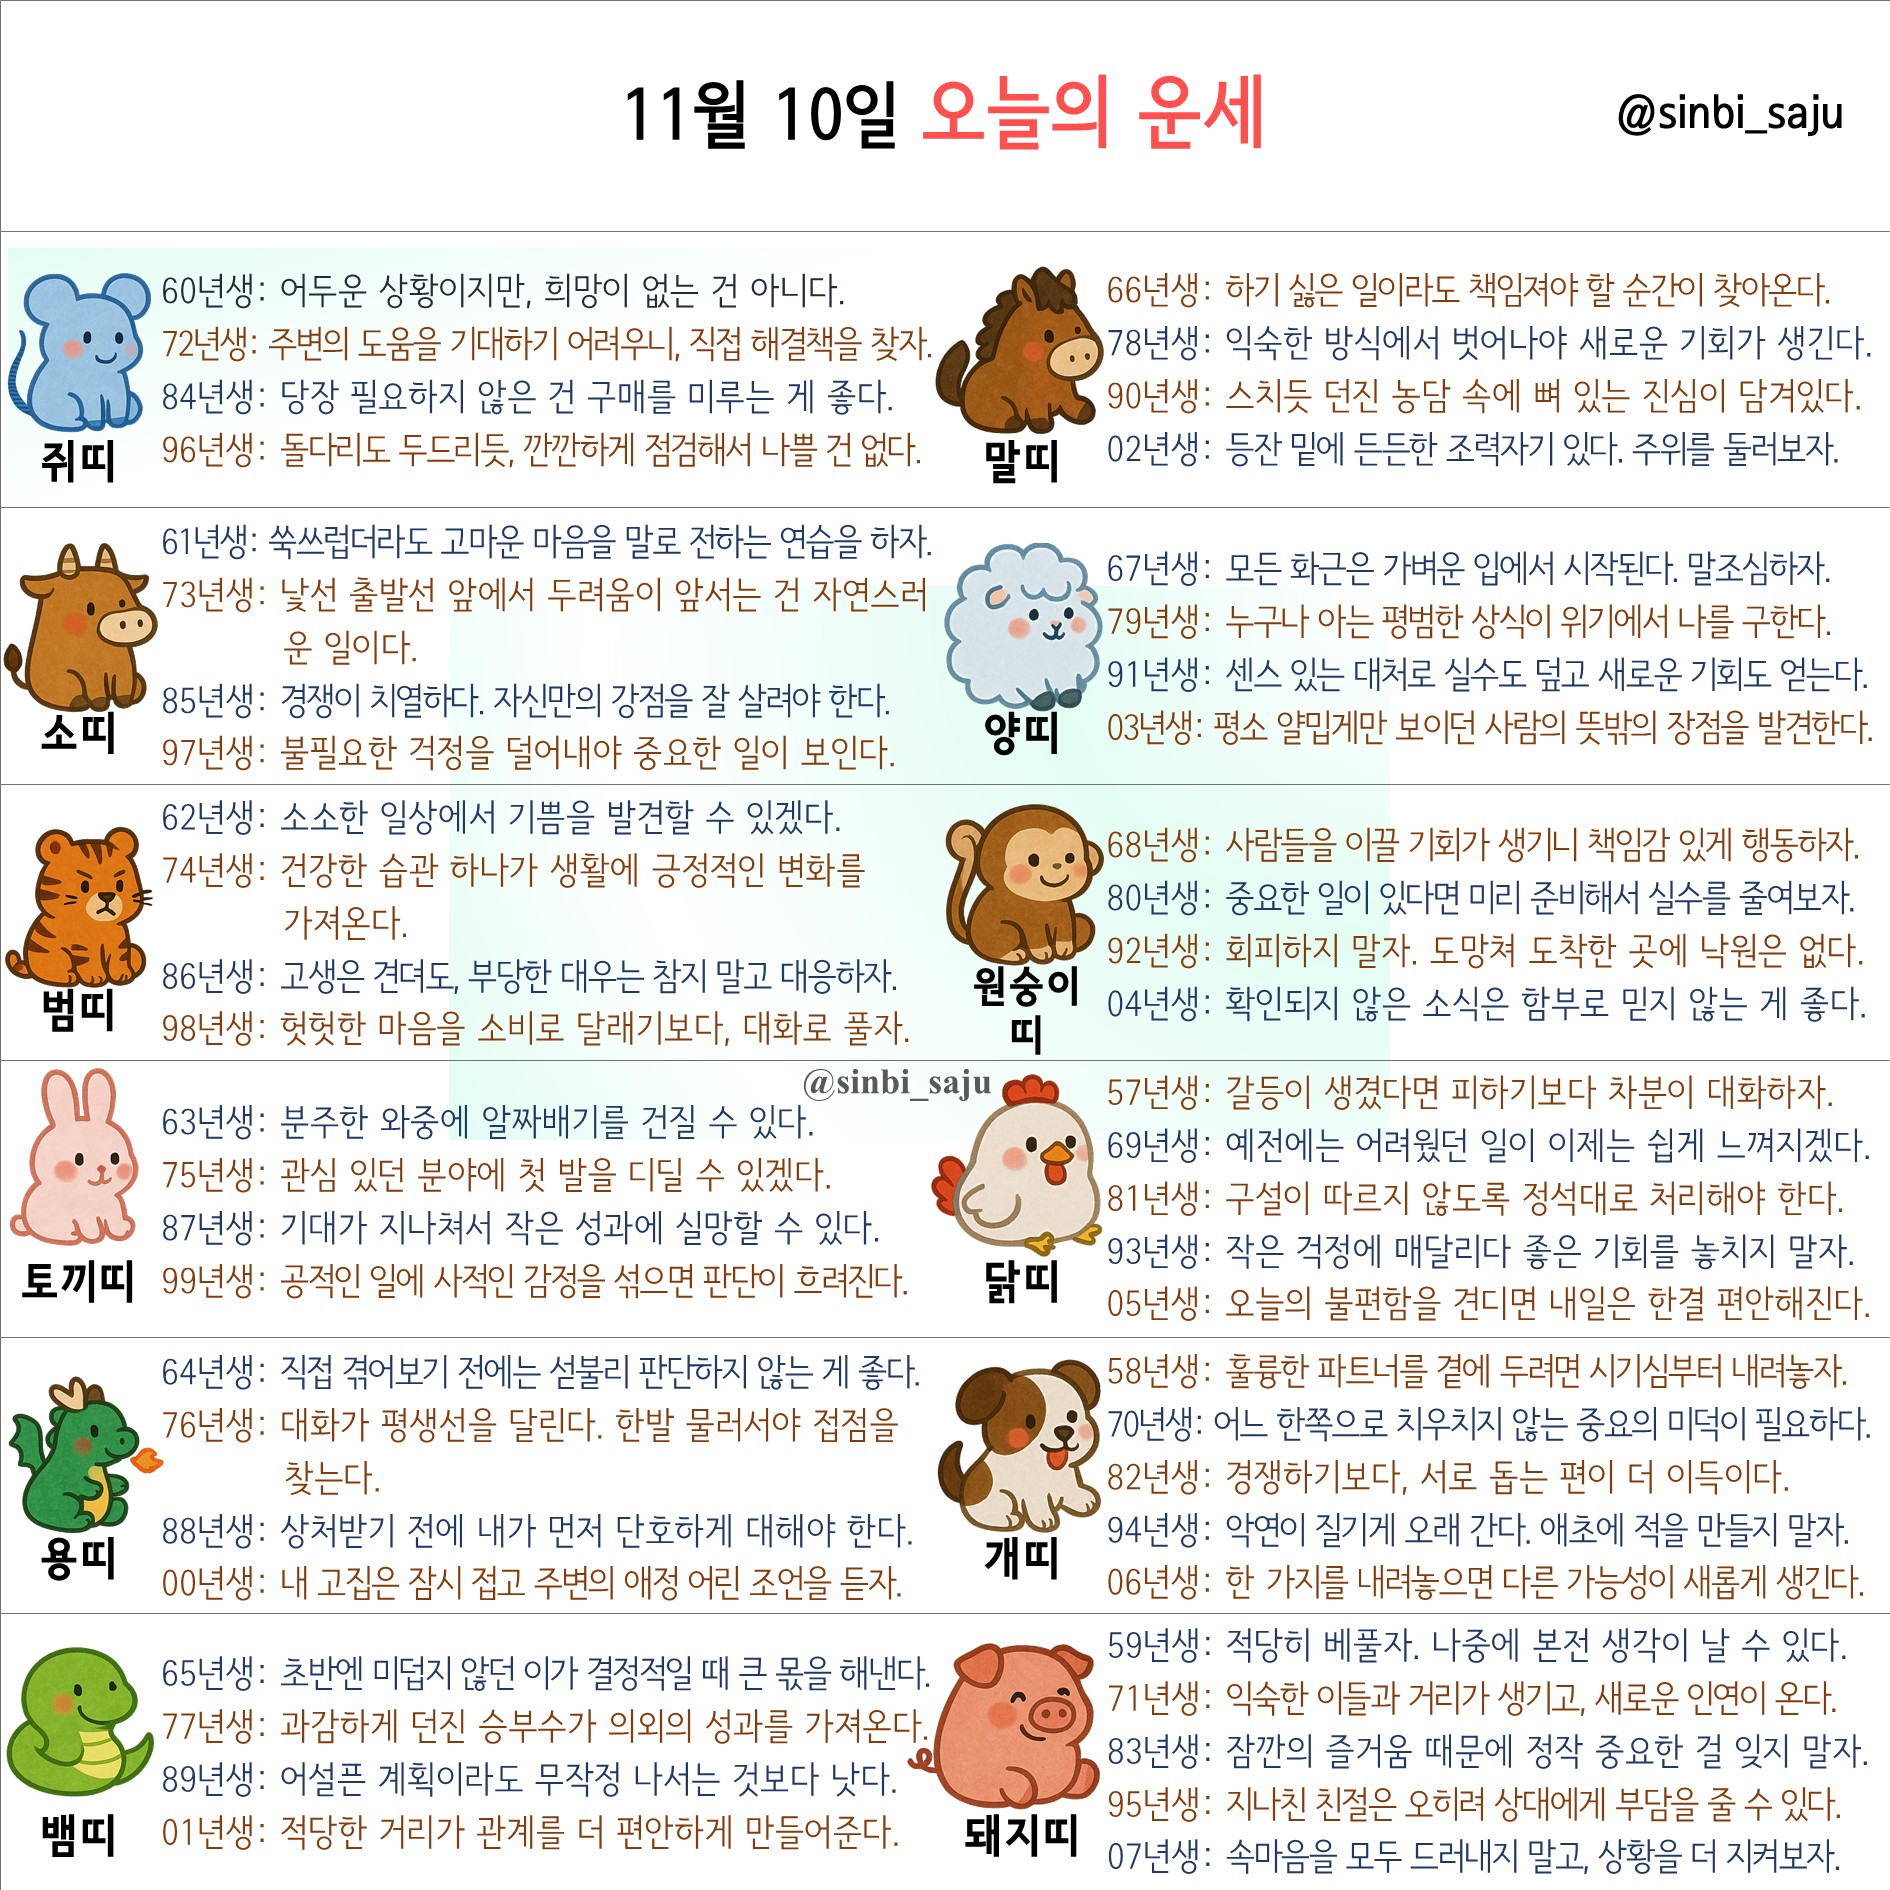 11월 10일 오늘의 운세
@sinbi_saju
쥐띠
60년생: 어두운 상황이지만, 희망이 없는 건 아니다.
72년생: 주변의 도움을 기대하기 어려우니, 직접 해결책을 찾자.
84년생: 당장 필요하지 않은 건 구매를 미루는 게 좋다.
96년생: 돌다리도 두드리듯, 깐깐하게 점검해서 나쁠 건 없다.
소띠
61년생: 쑥쓰럽더라도 고마운 마음을 말로 전하는 연습을 하자.
73년생: 낯선 출발선 앞에서 두려움이 앞서는 건 자연스러
운 일이다.
85년생: 경쟁이 치열하다. 자신만의 강점을 잘 살려야 한다.
97년생: 불필요한 걱정을 덜어내야 중요한 일이 보인다.
범띠
62년생: 소소한 일상에서 기쁨을 발견할 수 있겠다.
74년생: 건강한 습관 하나가 생활에 긍정적인 변화를
가져온다.
86년생: 고생은 견뎌도, 부당한 대우는 참지 말고 대응하자.
98년생: 헛헛한 마음을 소비로 달래기보다, 대화로 풀자.
토끼띠
63년생: 분주한 와중에 알짜배기를 건질 수 있다.
75년생: 관심 있던 분야에 첫 발을 디딜 수 있겠다.
87년생: 기대가 지나쳐서 작은 성과에 실망할 수 있다.
99년생: 공적인 일에 사적인 감정을 섞으면 판단이 흐려진다.
용띠
64년생: 직접 겪어보기 전에는 섣불리 판단하지 않는 게 좋다.
76년생: 대화가 평생선을 달린다. 한발 물러서야 접점을
찾는다.
88년생: 상처받기 전에 내가 먼저 단호하게 대해야 한다.
00년생: 내 고집은 잠시 접고 주변의 애정 어린 조언을 듣자.
뱀띠
65년생: 초반엔 미덥지 않던 이가 결정적일 때 큰 몫을 해낸다.
77년생: 과감하게 던진 승부수가 의외의 성과를 가져온다.
89년생: 어설픈 계획이라도 무작정 나서는 것보다 낫다.
01년생: 적당한 거리가 관계를 더 편안하게 만들어준다.
말띠
66년생: 하기 싫은 일이라도 책임져야 할 순간이 찾아온다.
78년생: 익숙한 방식에서 벗어나야 새로운 기회가 생긴다.
90년생: 스치듯 던진 농담 속에 뼈 있는 진심이 담겨있다.
02년생: 등잔 밑에 든든한 조력자기 있다. 주위를 둘러보자.
양띠
67년생: 모든 화근은 가벼운 입에서 시작된다. 말조심하자.
79년생: 누구나 아는 평범한 상식이 위기에서 나를 구한다.
91년생: 센스 있는 대처로 실수도 덮고 새로운 기회도 얻는다.
03년생: 평소 얄밉게만 보이던 사람의 뜻밖의 장점을 발견한다.
원숭이
띠
68년생: 사람들을 이끌 기회가 생기니 책임감 있게 행동하자.
80년생: 중요한 일이 있다면 미리 준비해서 실수를 줄여보자.
92년생: 회피하지 말자. 도망쳐 도착한 곳에 낙원은 없다.
04년생: 확인되지 않은 소식은 함부로 믿지 않는 게 좋다.
@sinbi_saju
닭띠
57년생: 갈등이 생겼다면 피하기보다 차분이 대화하자.
69년생: 예전에는 어려웠던 일이 이제는 쉽게 느껴지겠다.
81년생: 구설이 따르지 않도록 정석대로 처리해야 한다.
93년생: 작은 걱정에 매달리다 좋은 기회를 놓치지 말자.
05년생: 오늘의 불편함을 견디면 내일은 한결 편안해진다.
개띠
58년생: 훌륭한 파트너를 곁에 두려면 시기심부터 내려놓자.
70년생: 어느 한쪽으로 치우치지 않는 중요의 미덕이 필요하다.
82년생: 경쟁하기보다, 서로 돕는 편이 더 이득이다.
94년생: 악연이 질기게 오래 간다. 애초에 적을 만들지 말자.
06년생: 한 가지를 내려놓으면 다른 가능성이 새롭게 생긴다.
돼지띠
59년생: 적당히 베풀자. 나중에 본전 생각이 날 수 있다.
71년생: 익숙한 이들과 거리가 생기고, 새로운 인연이 온다.
83년생: 잠깐의 즐거움 때문에 정작 중요한 걸 잊지 말자.
95년생: 지나친 친절은 오히려 상대에게 부담을 줄 수 있다.
07년생: 속마음을 모두 드러내지 말고, 상황을 더 지켜보자.